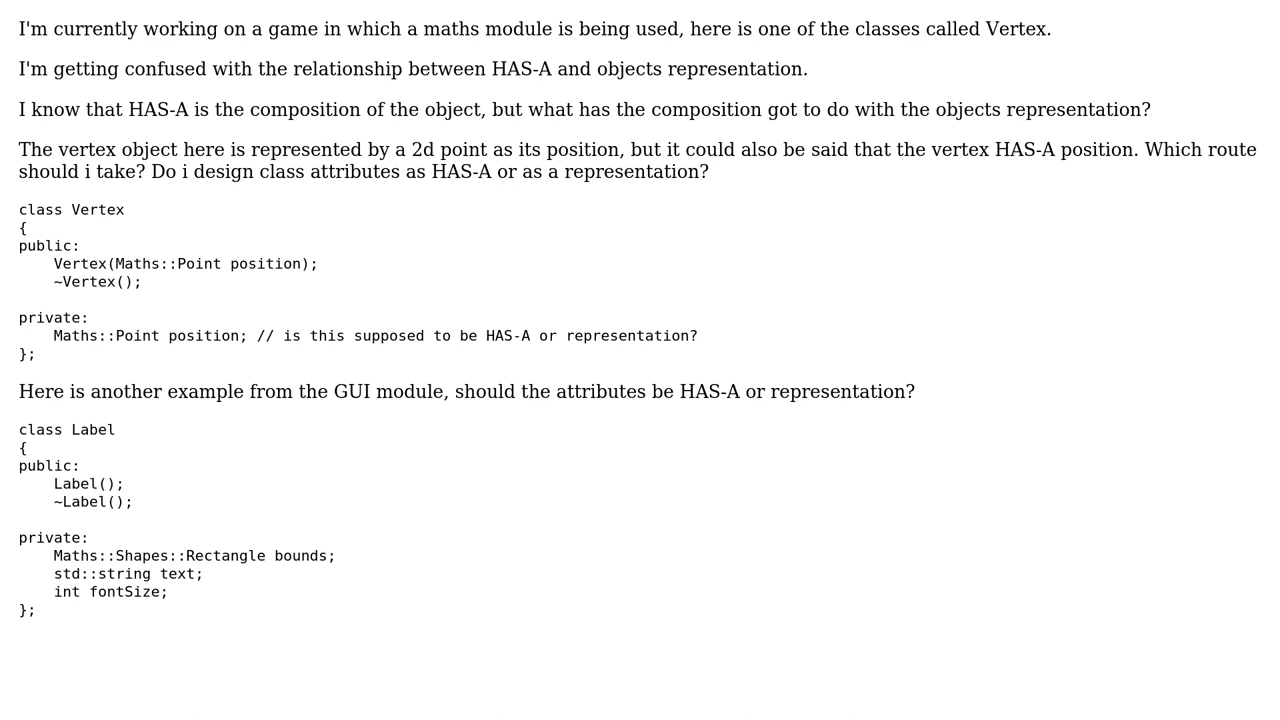 I'm currently working on a game in which a maths module is being used, here is one of the classes called Vertex.
I'm getting confused with the relationship between HAS-A and objects representation.
I know that HAS-A is the composition of the object, but what has the composition got to do with the objects representation?
The vertex object here is represented by a 2d point as its position, but it could also be said that the vertex HAS-A position. Which route
should i take? Do i design class attributes as HAS-A or as a representation?
class Vertex
{
public:
    Vertex(Maths::Point position);
    ~Vertex();

private:
    Maths::Point position; // is this supposed to be HAS-A or representation?
};
Here is another example from the GUI module, should the attributes be HAS-A or representation?
class Label
{
public:
    Label();
    ~Label();

private:
    Maths::Shapes::Rectangle bounds;
    std::string text;
    int fontSize;
};